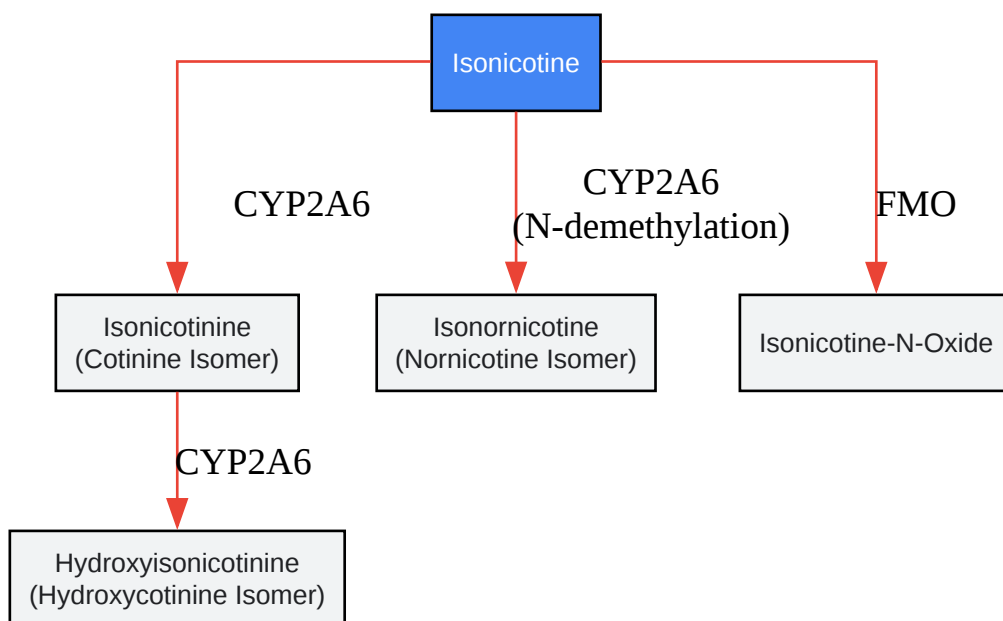 Isonicotine
CYP2A6
CYP2A6
(N-demethylation)
FMO
Isonicotinine
(Cotinine Isomer)
Isonornicotine
(Nornicotine Isomer)
Isonicotine-N-Oxide
CYP2A6
Hydroxyisonicotinine
(Hydroxycotinine Isomer)